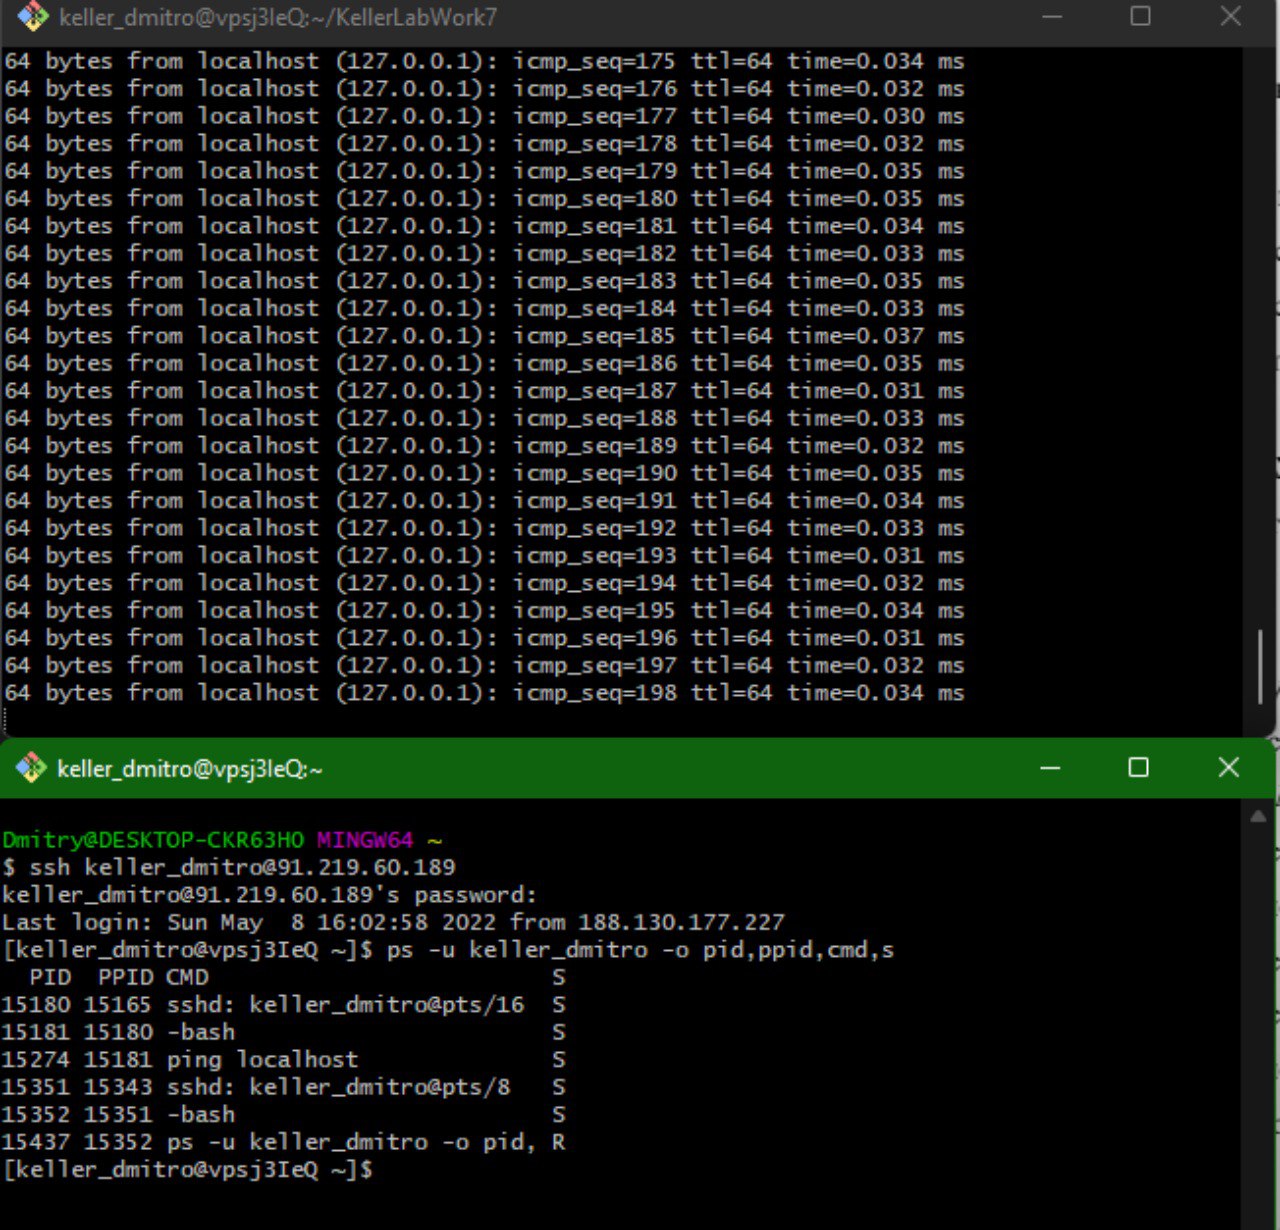 keller_dmitro@vpsj3IeQ:~/KellerLabWork7
64 bytes from localhost (127.0.0.1): icmp_seq=175 ttl=64 time=0.034 ms
64 bytes from localhost (127.0.0.1): icmp_seq=176 ttl=64 time=0.032 ms
64 bytes from localhost (127.0.0.1): icmp_seq=177 ttl=64 time=0.030 ms
64 bytes from localhost (127.0.0.1): icmp_seq=178 ttl=64 time=0.032 ms
64 bytes from localhost (127.0.0.1): icmp_seq=179 ttl=64 time=0.035 ms
64 bytes from localhost (127.0.0.1): icmp_seq=180 ttl=64 time=0.035 ms
64 bytes from localhost (127.0.0.1): icmp_seq=181 ttl=64 time=0.034 ms
64 bytes from localhost (127.0.0.1): icmp_seq=182 ttl=64 time=0.033 ms
64 bytes from localhost (127.0.0.1): icmp_seq=183 ttl=64 time=0.035 ms
64 bytes from localhost (127.0.0.1): icmp_seq=184 ttl=64 time=0.033 ms
64 bytes from localhost (127.0.0.1): icmp_seq=185 ttl=64 time=0.037 ms
64 bytes from localhost (127.0.0.1): icmp_seq=186 ttl=64 time=0.035 ms
64 bytes from localhost (127.0.0.1): icmp_seq=187 ttl=64 time=0.031 ms
64 bytes from localhost (127.0.0.1): icmp_seq=188 ttl=64 time=0.033 ms
64 bytes from localhost (127.0.0.1): icmp_seq=189 ttl=64 time=0.032 ms
64 bytes from localhost (127.0.0.1): icmp_seq=190 ttl=64 time=0.035 ms
64 bytes from localhost (127.0.0.1): icmp_seq=191 ttl=64 time=0.034 ms
64 bytes from localhost (127.0.0.1): icmp_seq=192 ttl=64 time=0.033 ms
64 bytes from localhost (127.0.0.1): icmp_seq=193 ttl=64 time=0.031 ms
64 bytes from localhost (127.0.0.1): icmp_seq=194 ttl=64 time=0.032 ms
64 bytes from localhost (127.0.0.1): icmp_seq=195 ttl=64 time=0.034 ms
64 bytes from localhost (127.0.0.1): icmp_seq=196 ttl=64 time=0.031 ms
64 bytes from localhost (127.0.0.1): icmp_seq=197 ttl=64 time=0.032 ms
64 bytes from localhost (127.0.0.1): icmp_seq=198 ttl=64 time=0.034 ms
keller_dmitro@vpsj3IeQ:~
Dmitry@DESKTOP-CKR63HO MINGW64 ~
$ ssh keller_dmitro@91.219.60.189
keller_dmitro@91.219.60.189's password:
Last login: Sun May  8 16:02:58 2022 from 188.130.177.227
[keller_dmitro@vpsj3IeQ ~]$ ps -u keller_dmitro -o pid,ppid,cmd,s
  PID  PPID CMD                         S
15180 15165 sshd: keller_dmitro@pts/16  S
15181 15180 -bash                       S
15274 15181 ping localhost              S
15351 15343 sshd: keller_dmitro@pts/8   S
15352 15351 -bash                       S
15437 15352 ps -u keller_dmitro -o pid, R
[keller_dmitro@vpsj3IeQ ~]$